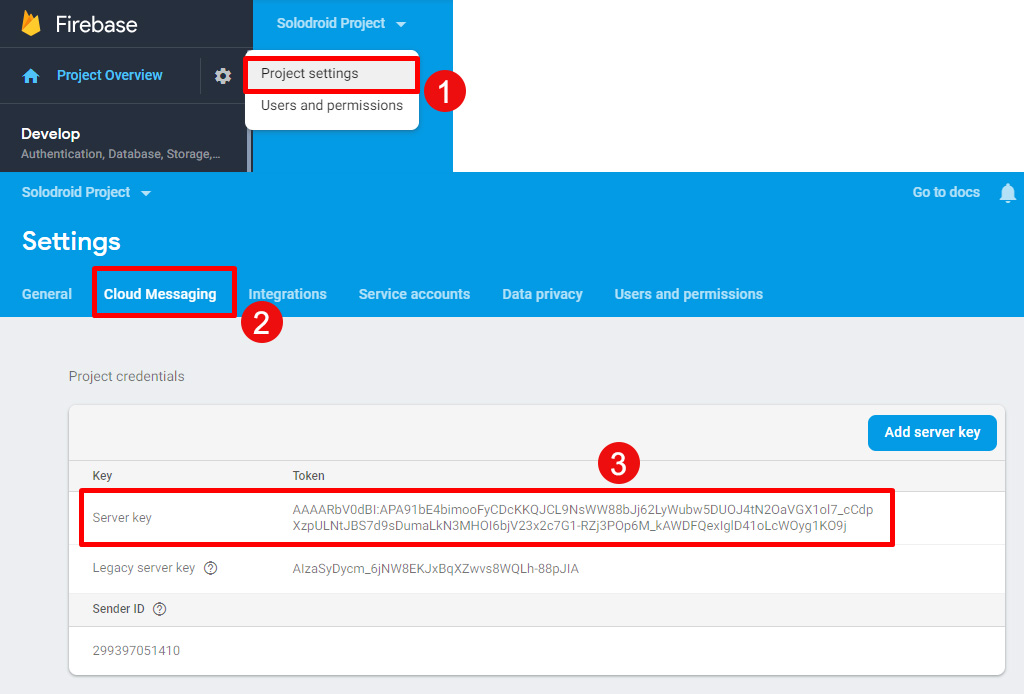 Firebase
Solodroid Project
Project Overview
Project settings
Users and permissions
1
Develop
Authentication, Database, Storage,...
Solodroid Project
Go to docs
Settings
General Cloud Messaging Integrations Service accounts Data privacy Users and permissions
2
Project credentials
Add server key
3
Key Token
Server key
AAAARbV0dBI:APA91bE4bimooFyCDcKKQJCL9NsWW88bJj62LyWubw5DUOJ4tN2OaVGX1ol7_cCdp
XzpULNtJBS7d9sDumaLkN3MHOI6bjV23x2c7G1-RZj3POp6M_kAWDFQexIglD41oLcWOyg1KO9j
Legacy server key ? AIzaSyDycm_6jNW8EKJxBqXZwvs8WQLh-88pJIA
Sender ID ?
299397051410